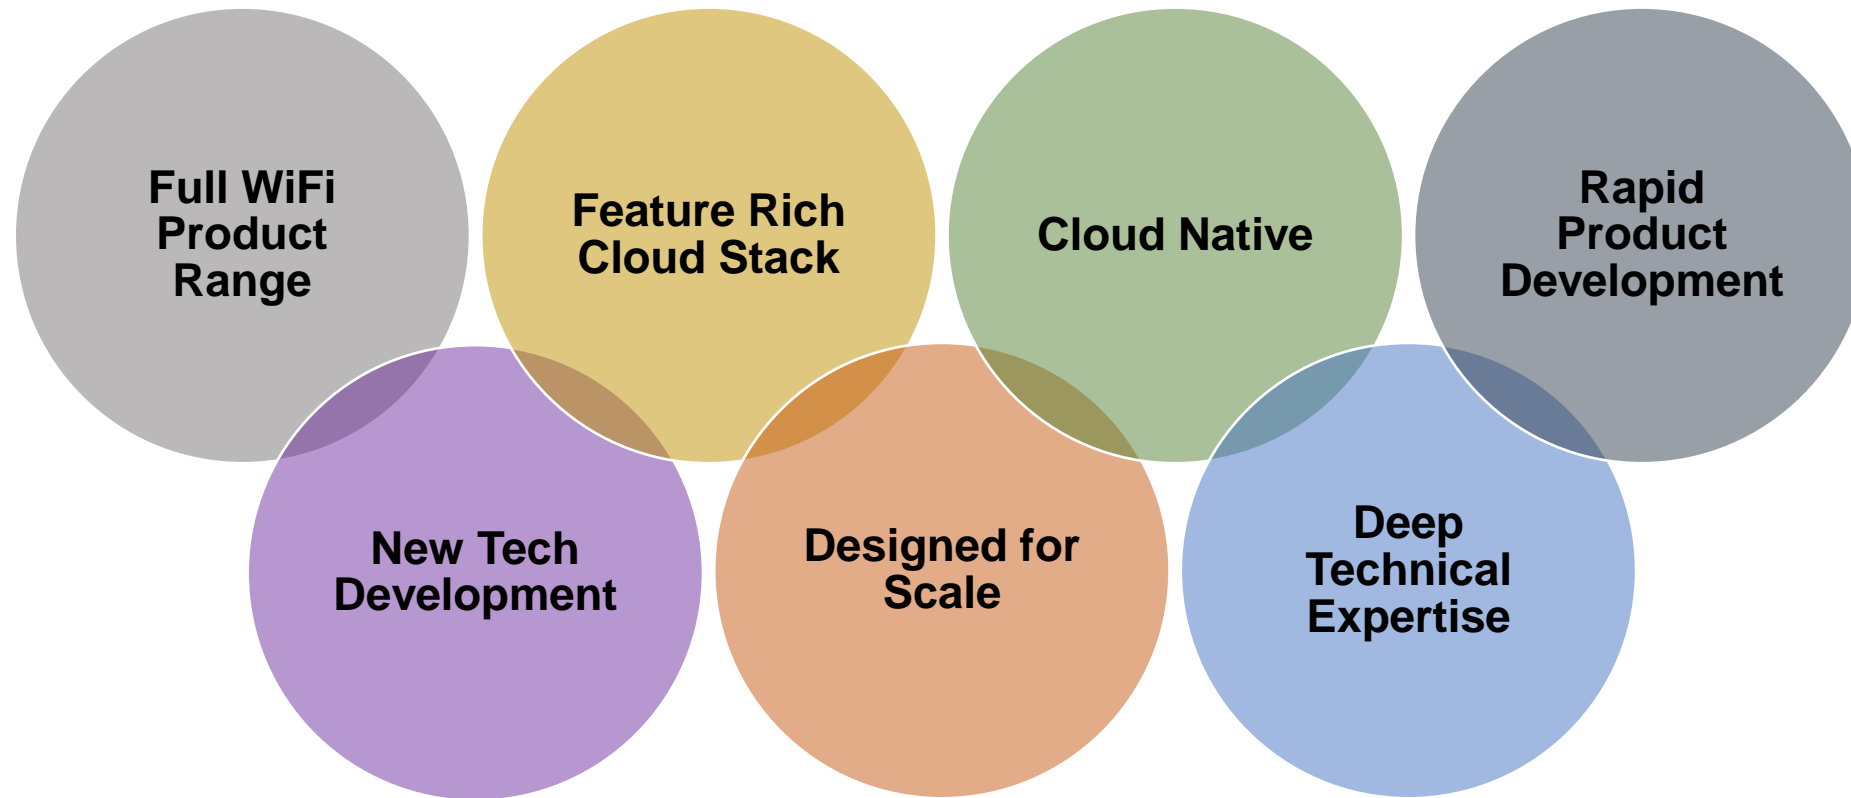 Full WiFi
Product
Range
Feature Rich
Cloud Stack
Cloud Native
Rapid
Product
Development
New Tech
Development
Designed for
Scale
Deep
Technical
Expertise